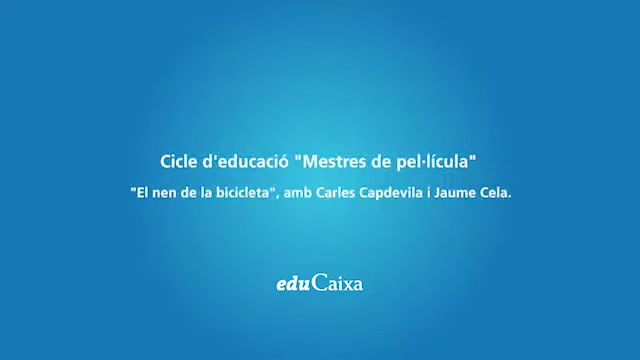 Cicle d'educació "Mestres de pel·lícula"
"El nen de la bicicleta", amb Carles Capdevila i Jaume Cela.
eduCaixa